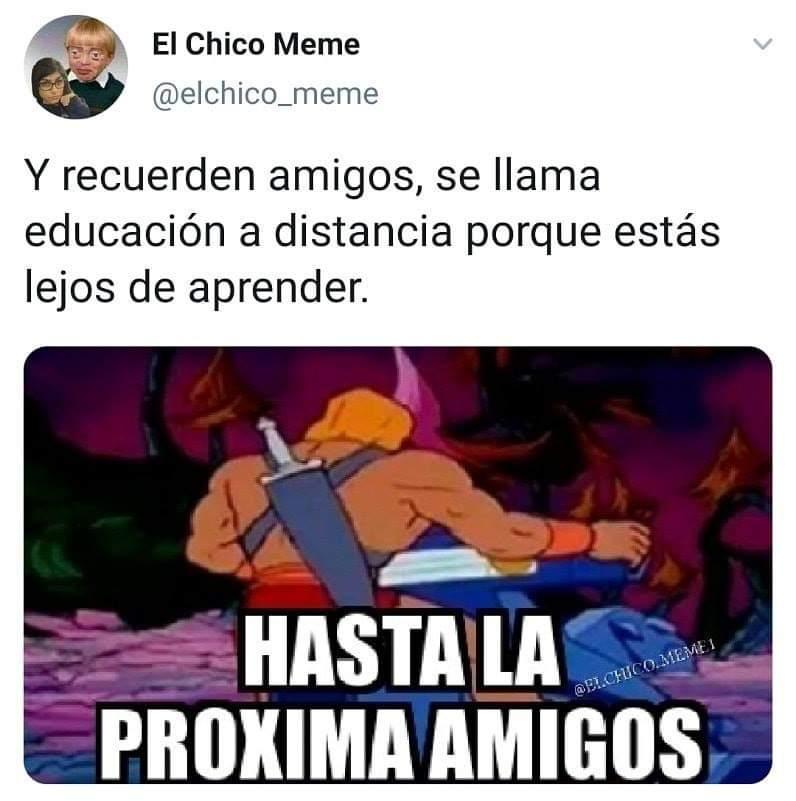 El Chico Meme
@elchico_meme
Y recuerden amigos, se llama
educación a distancia porque estás
lejos de aprender.
HASTA LA
@ELCHICO.MEME1
PROXIMA AMIGOS